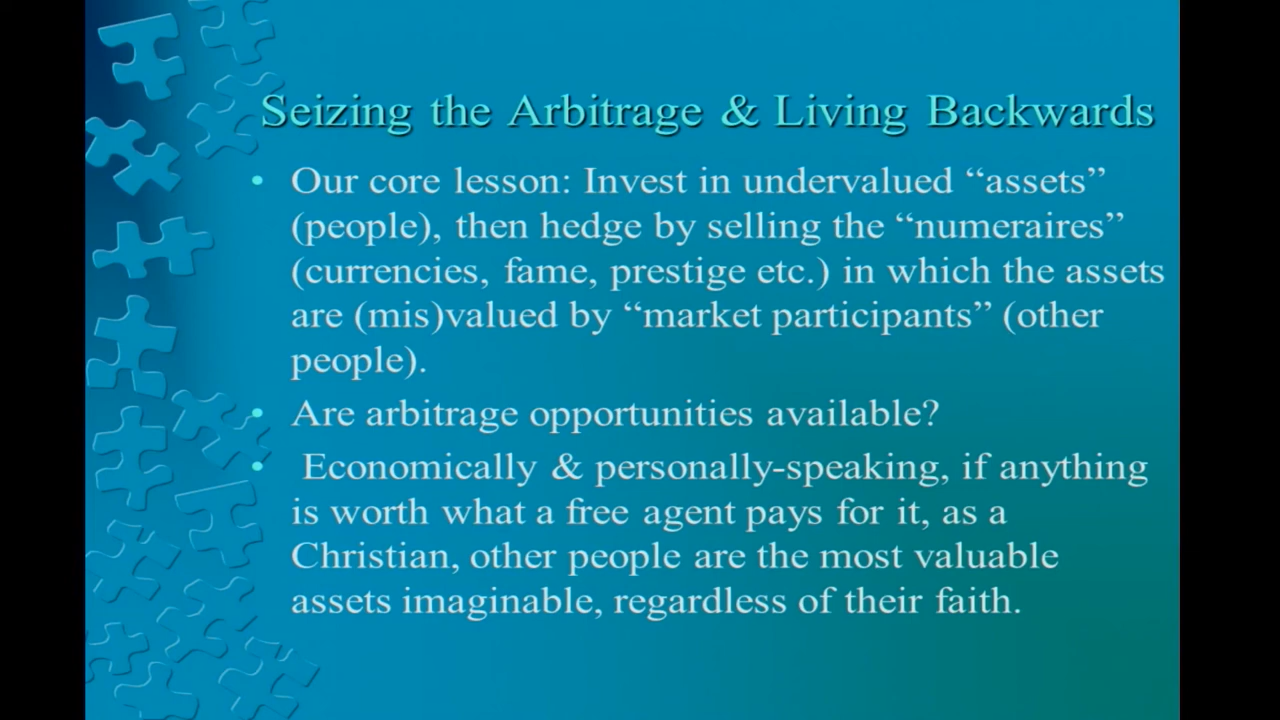 Seizing the Arbitrage & Living Backwards
• Our core lesson: Invest in undervalued “assets”
(people), then hedge by selling the “numeraires”
(currencies, fame, prestige etc.) in which the assets
are (mis)valued by “market participants” (other
people).
• Are arbitrage opportunities available?
• Economically & personally-speaking, if anything
is worth what a free agent pays for it, as a
Christian, other people are the most valuable
assets imaginable, regardless of their faith.